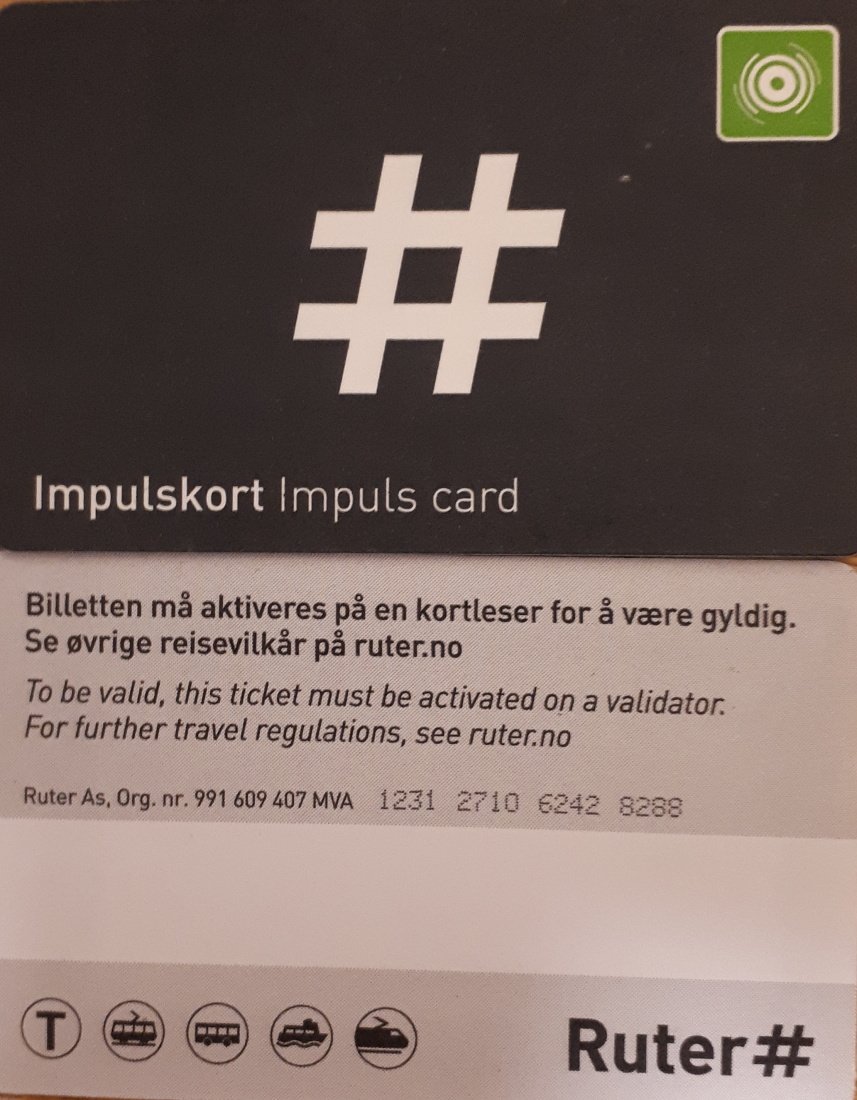 #
Impulskort Impuls card
Billetten må aktiveres på en kortleser for å være gyldig.
Se øvrige reisevilkår på ruter.no
To be valid, this ticket must be activated on a validator.
For further travel regulations, see ruter.no
Ruter As, Org. nr. 991 609 407 MVA 1231 2710 6242 8288
T
Ruter#